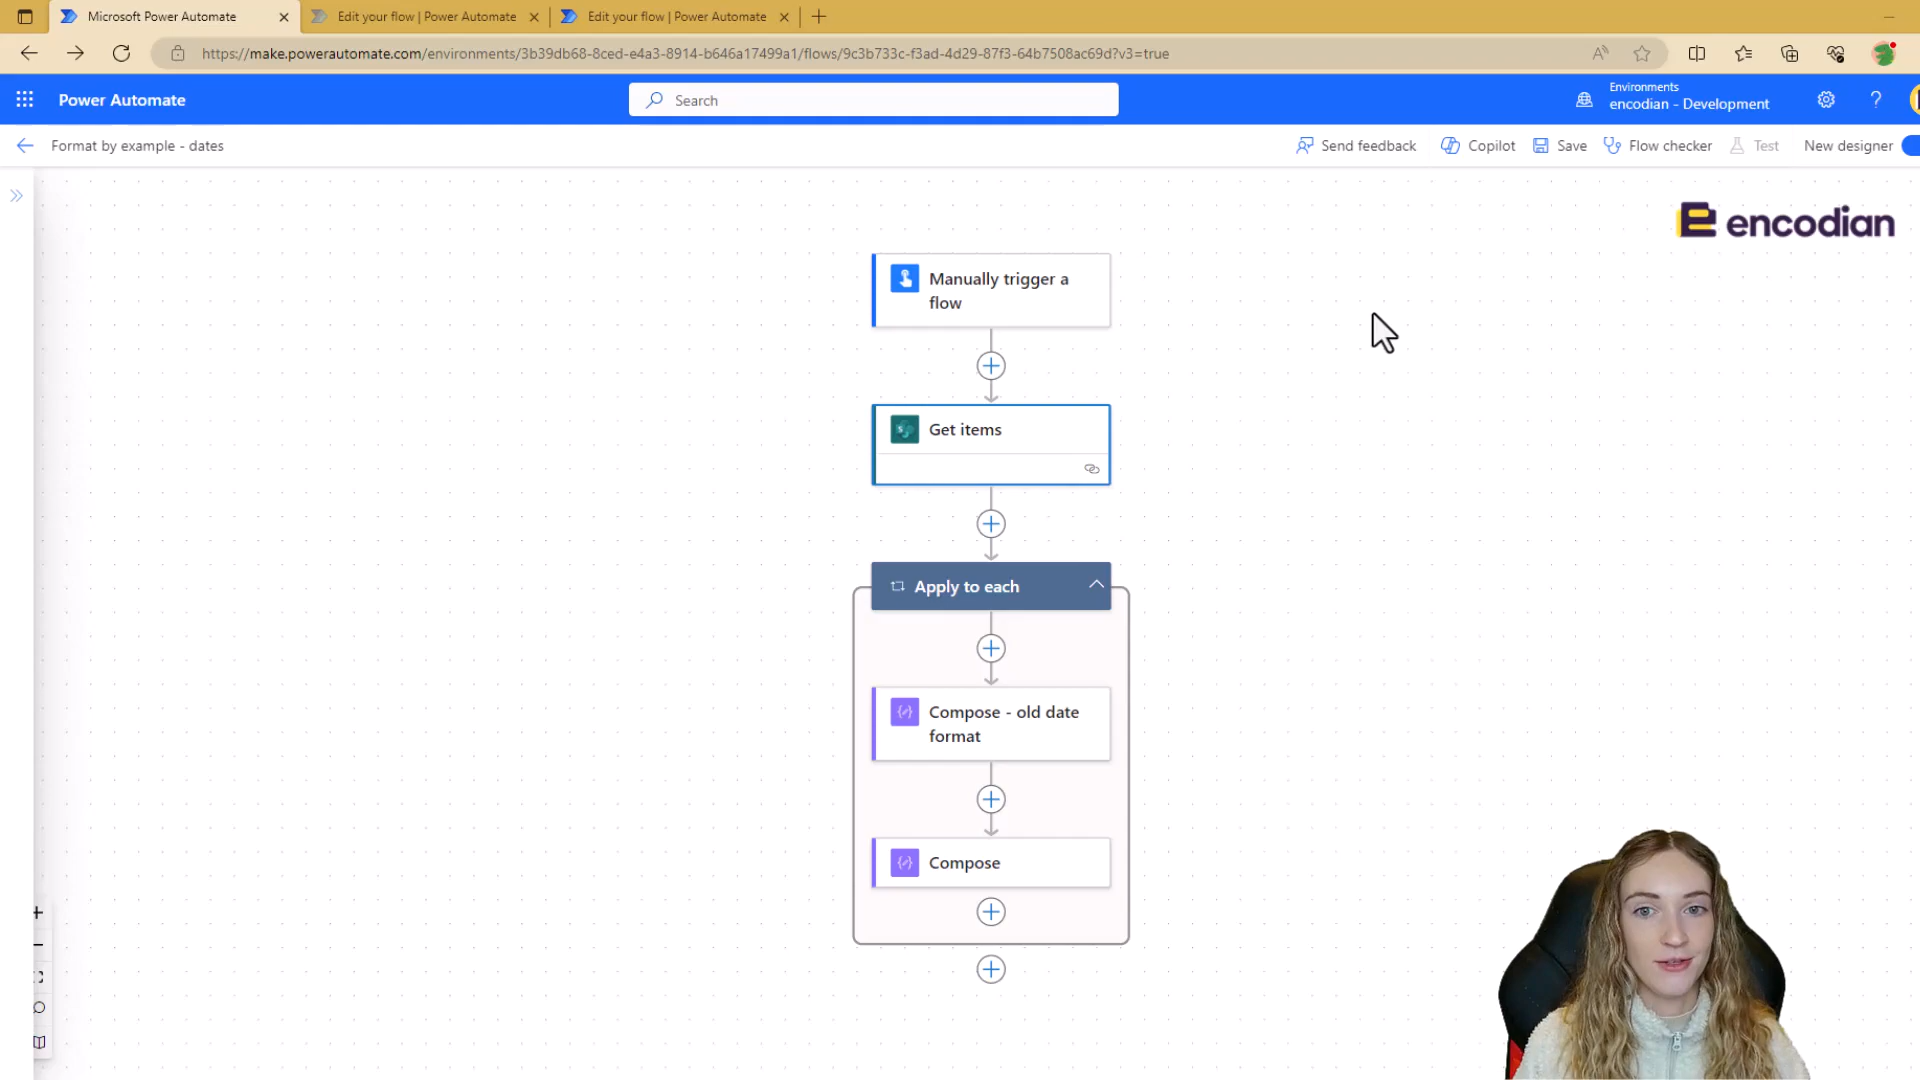 Microsoft Power Automate
Edit your flow | Power Automate
Edit your flow | Power Automate
https://make.powerautomate.com/environments/3b39db68-8ced-e4a3-8914-b646a17499a1/flows/9c3b733c-f3ad-4d29-87f3-64b7508ac69d?v3=true
Power Automate
Search
Environments
encodian - Development
Format by example - dates
Send feedback
Copilot
Save
Flow checker
Test
New designer
encodian
Manually trigger a
flow
Get items
Apply to each
Compose - old date
format
Compose